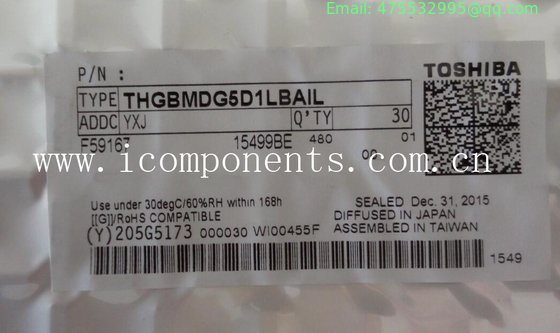 Email: 475532995@qq.com
P/N :
TOSHIBA
TYPE THGBMDG5D1LBAIL
ADDC YXJ Q'TY 30
15499BE 480 01
www.icomponents.com.cn
Use under 30degC/60%RH within 168h
SEALED Dec. 31, 2015
[[G]]/RoHS COMPATIBLE
DIFFUSED IN JAPAN
(Y)205G5173 000030 WI00455F
ASSEMBLED IN TAIWAN
1549